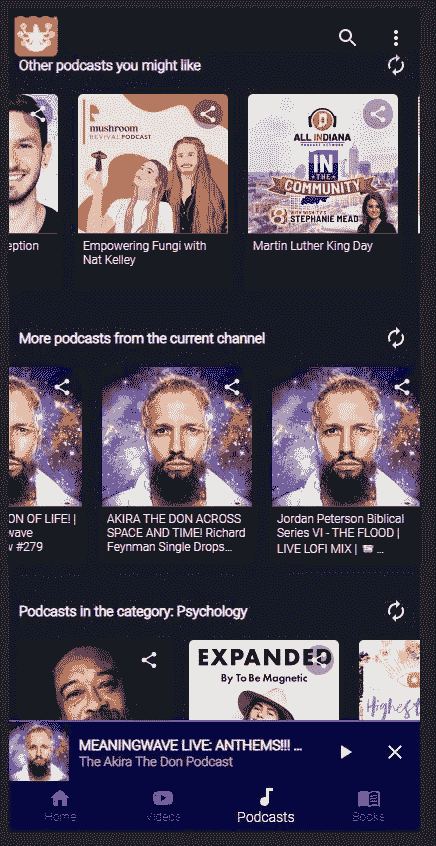 Other podcasts you might like
mushroom
REVIVAL PODCAST
ALL INDIANA
PODCAST NETWORK
IN
THE
COMMUNITY
8
WITH WISH-TV'S
STEPHANIE MEAD
eption
Empowering Fungi with
Nat Kelley
Martin Luther King Day
More podcasts from the current channel
ON OF LIFE! |
wave
#279
AKIRA THE DON ACROSS
SPACE AND TIME! Richard
Feynman Single Drops...
Jordan Peterson Biblical
Series VI - THE FLOOD |
LIVE LOFI MIX | ...
Podcasts in the category: Psychology
EXPANDED
By To Be Magnetic
Highest
MEANINGWAVE LIVE: ANTHEMS!!! ...
The Akira The Don Podcast
Home
Videos
Podcasts
Books